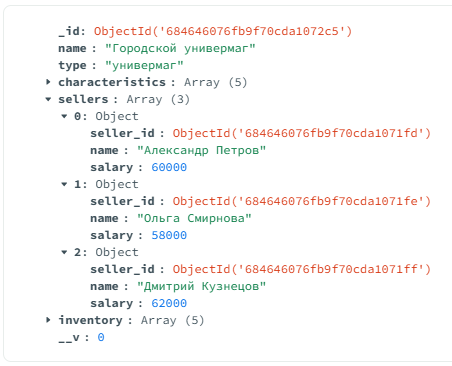 _id: ObjectId('684646076fb9f70cda1072c5')
name : "Городской универмаг"
type : "универмаг"
characteristics : Array (5)
sellers : Array (3)
0: Object
seller_id : ObjectId('684646076fb9f70cda1071fd')
name : "Александр Петров"
salary : 60000
1: Object
seller_id : ObjectId('684646076fb9f70cda1071fe')
name : "Ольга Смирнова"
salary : 58000
2: Object
seller_id : ObjectId('684646076fb9f70cda1071ff')
name : "Дмитрий Кузнецов"
salary : 62000
inventory : Array (5)
__v : 0